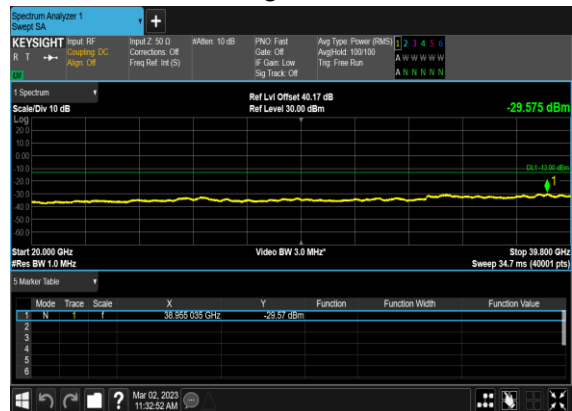 Spectrum Analyzer 1
Swept SA
+
KEYSIGHT Input: RF Input Z: 50 Ω #Atten: 10 dB PNO: Fast Avg Type: Power (RMS) 1 2 3 4 5 6
R T Coupling: DC Corrections: Off Gate: Off Avg|Hold: 100/100 A W W W W W
Align: Off Freq Ref: Int (S) IF Gain: Low Trig: Free Run
LW Sig Track: Off A N N N N N
1 Spectrum Ref Lvl Offset 40.17 dB
Scale/Div 10 dB Ref Level 30.00 dBm -29.575 dBm
Log
20.0
10.0
0.00
-10.0 DL1 -13.00 dBm
-20.0 1
-30.0
-40.0
-50.0
-60.0
Start 20.000 GHz Video BW 3.0 MHz* Stop 39.800 GHz
#Res BW 1.0 MHz Sweep 34.7 ms (40001 pts)
5 Marker Table
Mode Trace Scale X Y Function Function Width Function Value
1 N 1 f 38.955 035 GHz -29.57 dBm
2
3
4
5
6
? Mar 02, 2023
11:32:52 AM